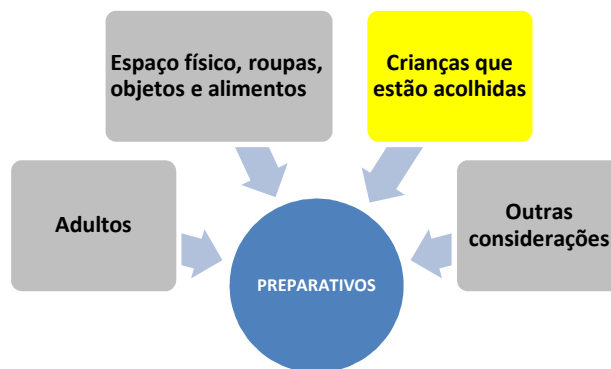 Espaço físico, roupas,
objetos e alimentos
Crianças que
estão acolhidas
Adultos
Outras
considerações
PREPARATIVOS